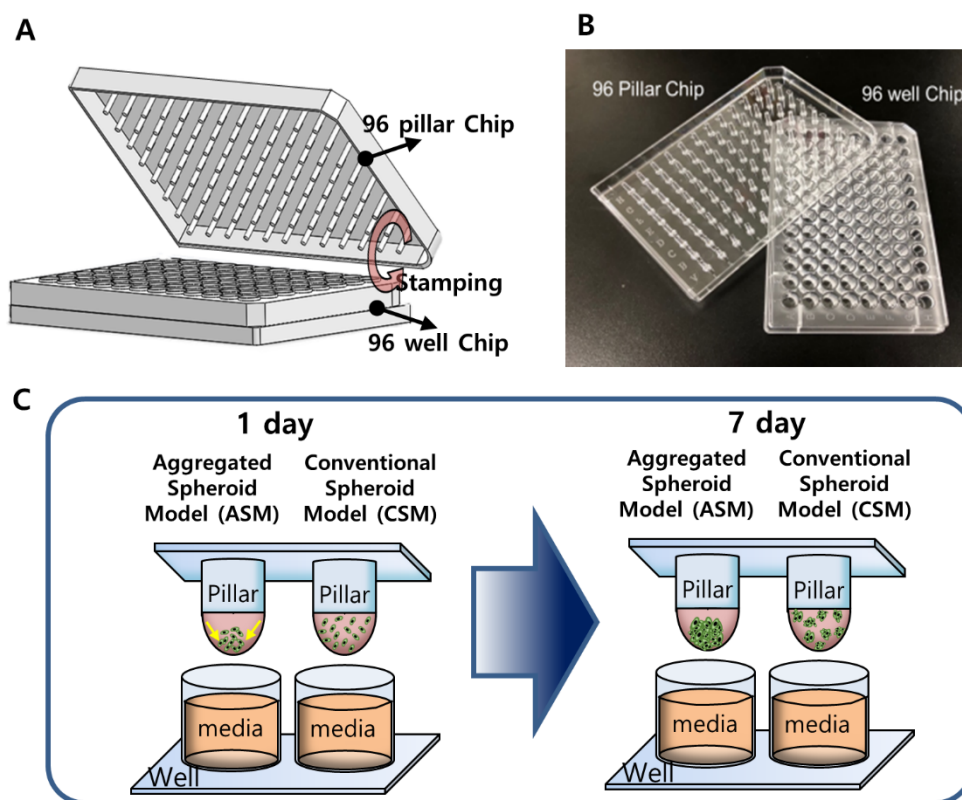 A
96 pillar Chip
Stamping
96 well Chip
B
96 Pillar Chip
96 well Chip
C
1 day
Aggregated
Spheroid
Model (ASM)
Conventional
Spheroid
Model (CSM)
Pillar
Pillar
media
media
Well
7 day
Aggregated
Spheroid
Model (ASM)
Conventional
Spheroid
Model (CSM)
Pillar
Pillar
media
media
Well